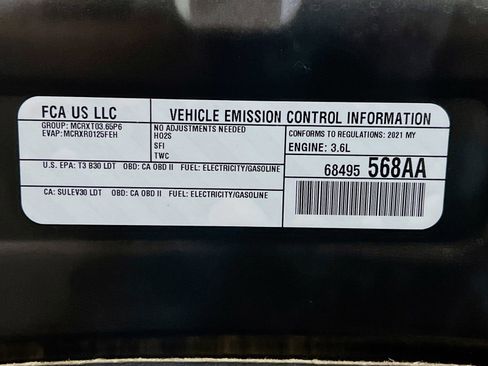 FCA US LLC
GROUP: MCRXT03.65P6
EVAP: MCRXR0125FEH
VEHICLE EMISSION CONTROL INFORMATION
NO ADJUSTMENTS NEEDED
HO2S
SFI
TWC
CONFORMS TO REGULATIONS: 2021 MY
ENGINE: 3.6L
U.S. EPA: T3 B30 LDT OBD: CA OBD II FUEL: ELECTRICITY/GASOLINE
68495 568AA
CA: SULEV30 LDT OBD: CA OBD II FUEL: ELECTRICITY/GASOLINE